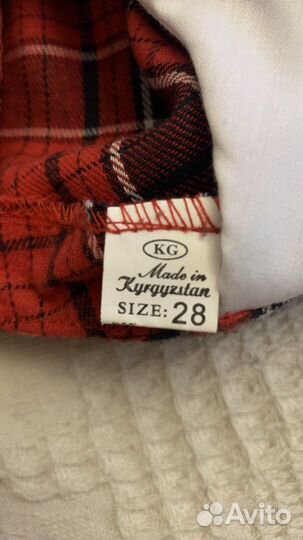 KG
Made in
Kyrgyzstan
SIZE: 28
Avito